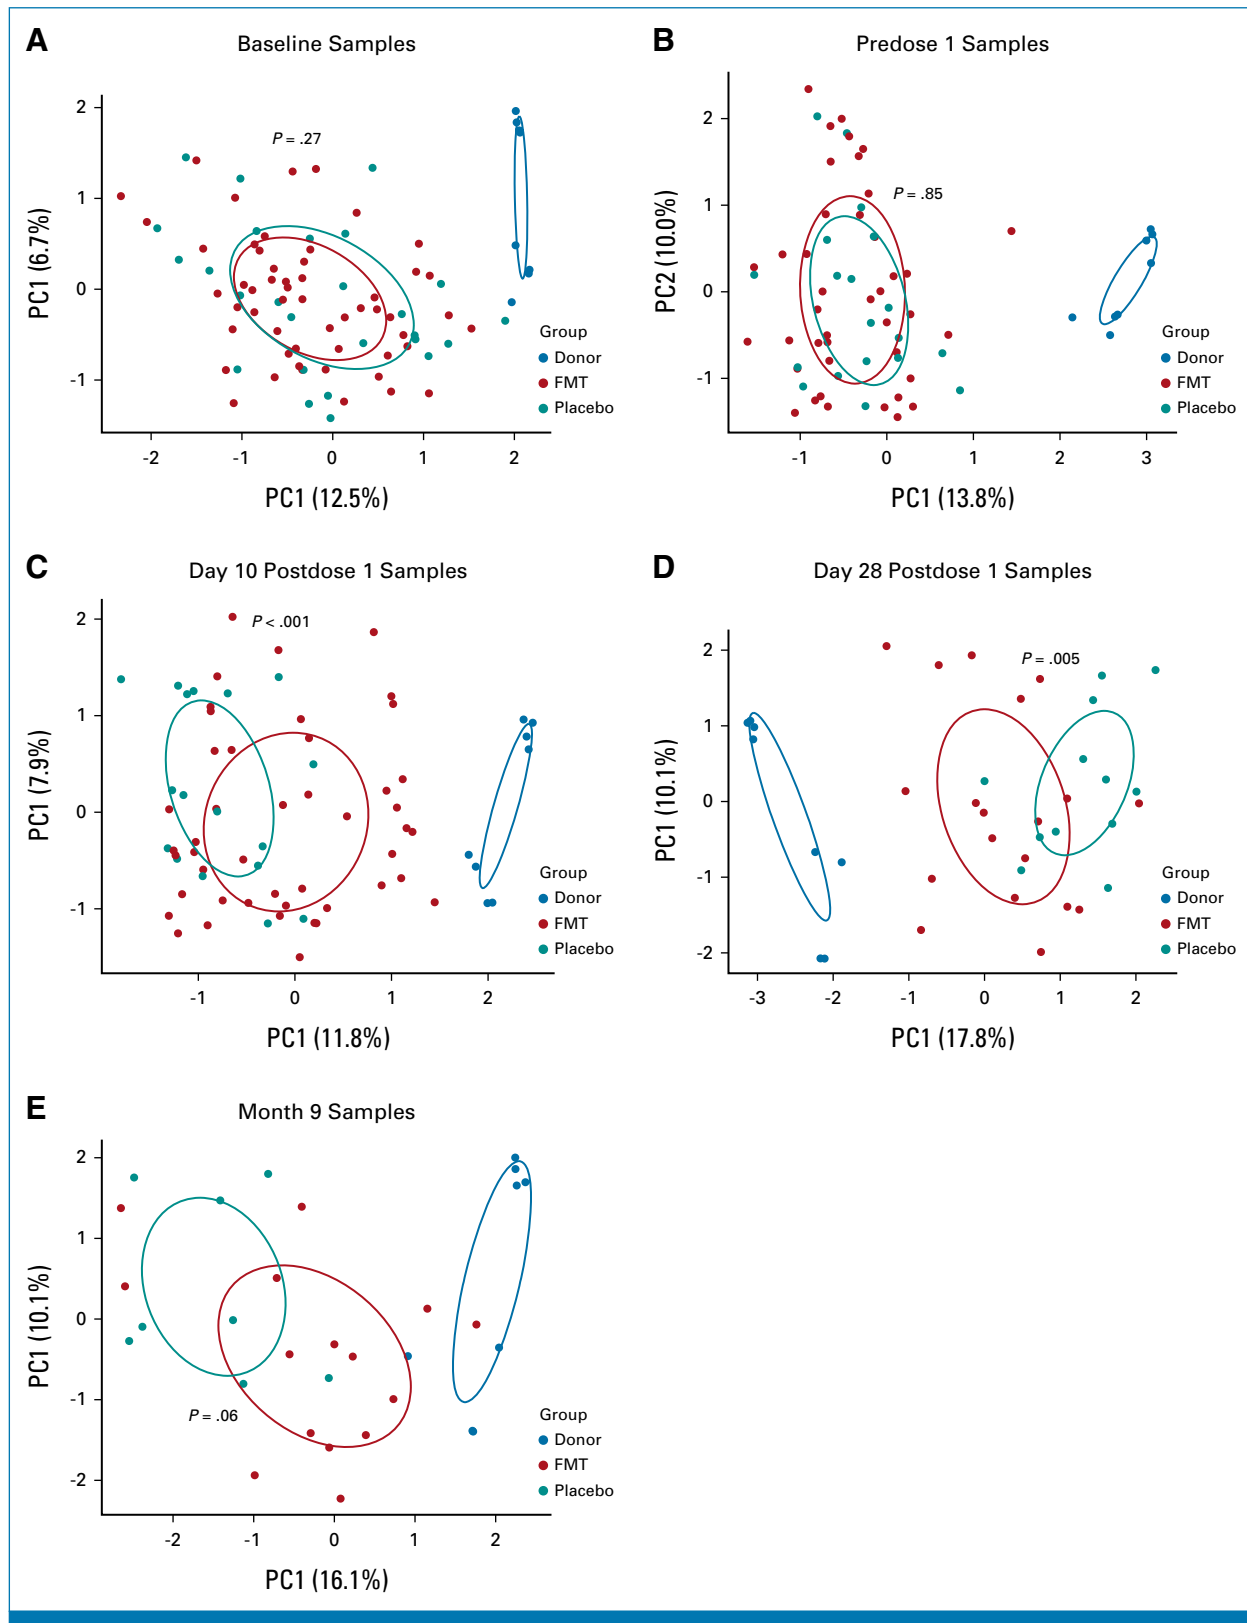 A
Baseline Samples
P = .27
2
1
0
-1
PC1 (6.7%)
-2
-1
0
1
2
PC1 (12.5%)
Group
Donor
FMT
Placebo
B
Predose 1 Samples
P = .85
2
1
0
-1
PC2 (10.0%)
-1
0
1
2
3
PC1 (13.8%)
Group
Donor
FMT
Placebo
C
Day 10 Postdose 1 Samples
P < .001
2
1
0
-1
PC1 (7.9%)
-1
0
1
2
PC1 (11.8%)
Group
Donor
FMT
Placebo
D
Day 28 Postdose 1 Samples
P = .005
2
1
0
-1
-2
PC1 (10.1%)
-3
-2
-1
0
1
2
PC1 (17.8%)
Group
Donor
FMT
Placebo
E
Month 9 Samples
2
1
0
-1
-2
PC1 (10.1%)
P = .06
-2
-1
0
1
2
PC1 (16.1%)
Group
Donor
FMT
Placebo